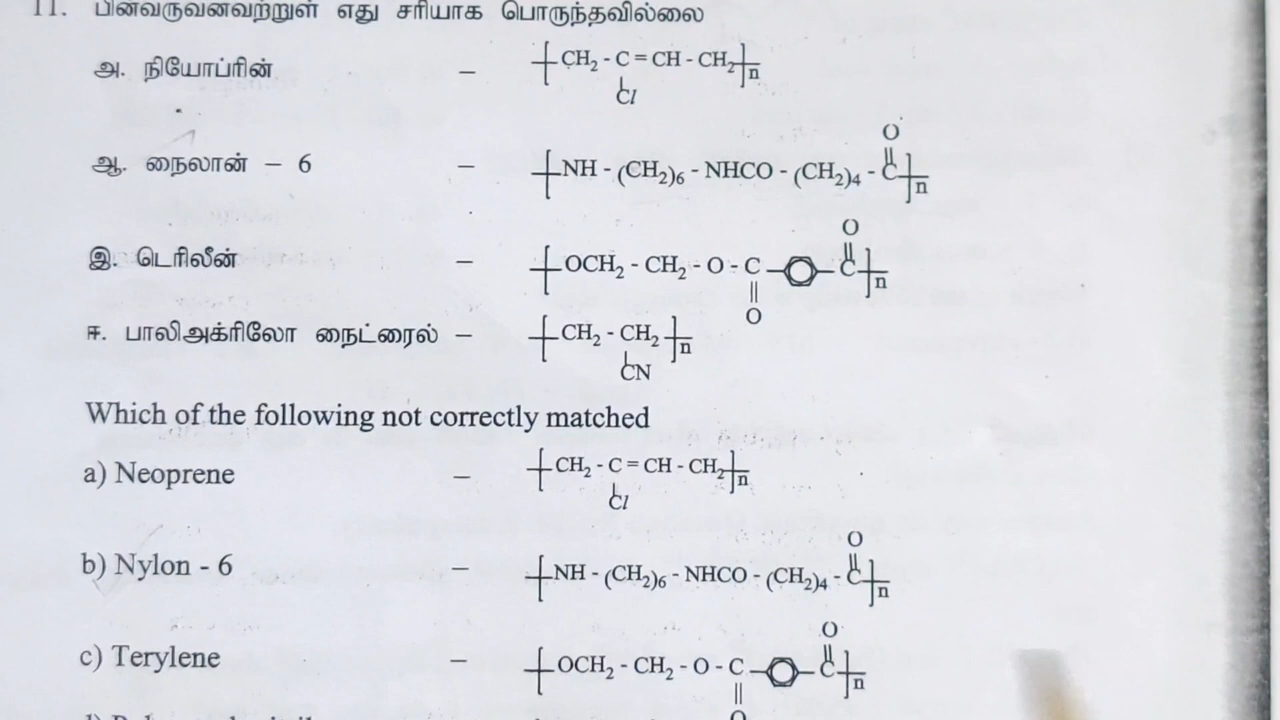 11. பின்வருவனவற்றுள் எது சரியாக பொருந்தவில்லை
அ. நியோப்ரின் – [CH₂ - C = CH - CH₂]n
Cl
O
ஆ. நைலான் – 6 – [NH - (CH₂)₆ - NHCO - (CH₂)₄ - C]n
O
இ. டெரிலீன் – [OCH₂ - CH₂ - O - C – – C]n
O
ஈ. பாலிஅக்ரிலோ நைட்ரைல் – [CH₂ - CH₂]n
CN
Which of the following not correctly matched
a) Neoprene – [CH₂ - C = CH - CH₂]n
Cl
O
b) Nylon - 6 – [NH - (CH₂)₆ - NHCO - (CH₂)₄ - C]n
O
c) Terylene – [OCH₂ - CH₂ - O - C – – C]n
O